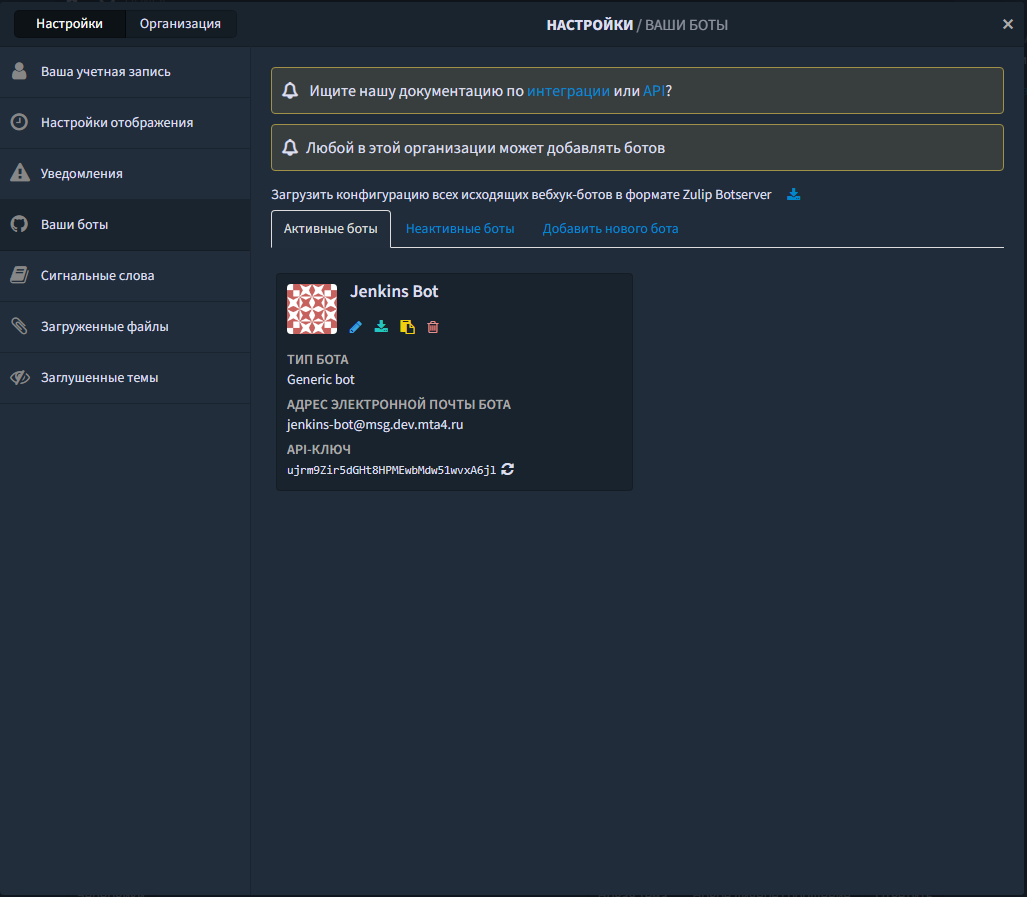 Настройки
Организация
НАСТРОЙКИ / ВАШИ БОТЫ
Ваша учетная запись
Настройки отображения
Уведомления
Ваши боты
Сигнальные слова
Загруженные файлы
Заглушенные темы
Ищите нашу документацию по интеграции или API?
Любой в этой организации может добавлять ботов
Загрузить конфигурацию всех исходящих вебхук-ботов в формате Zulip Botserver
Активные боты
Неактивные боты
Добавить нового бота
Jenkins Bot
ТИП БОТА
Generic bot
АДРЕС ЭЛЕКТРОННОЙ ПОЧТЫ БОТА
jenkins-bot@msg.dev.mta4.ru
API-КЛЮЧ
ujrm9Zir5dGHt8HPMEwbMdw51wvxA6jl